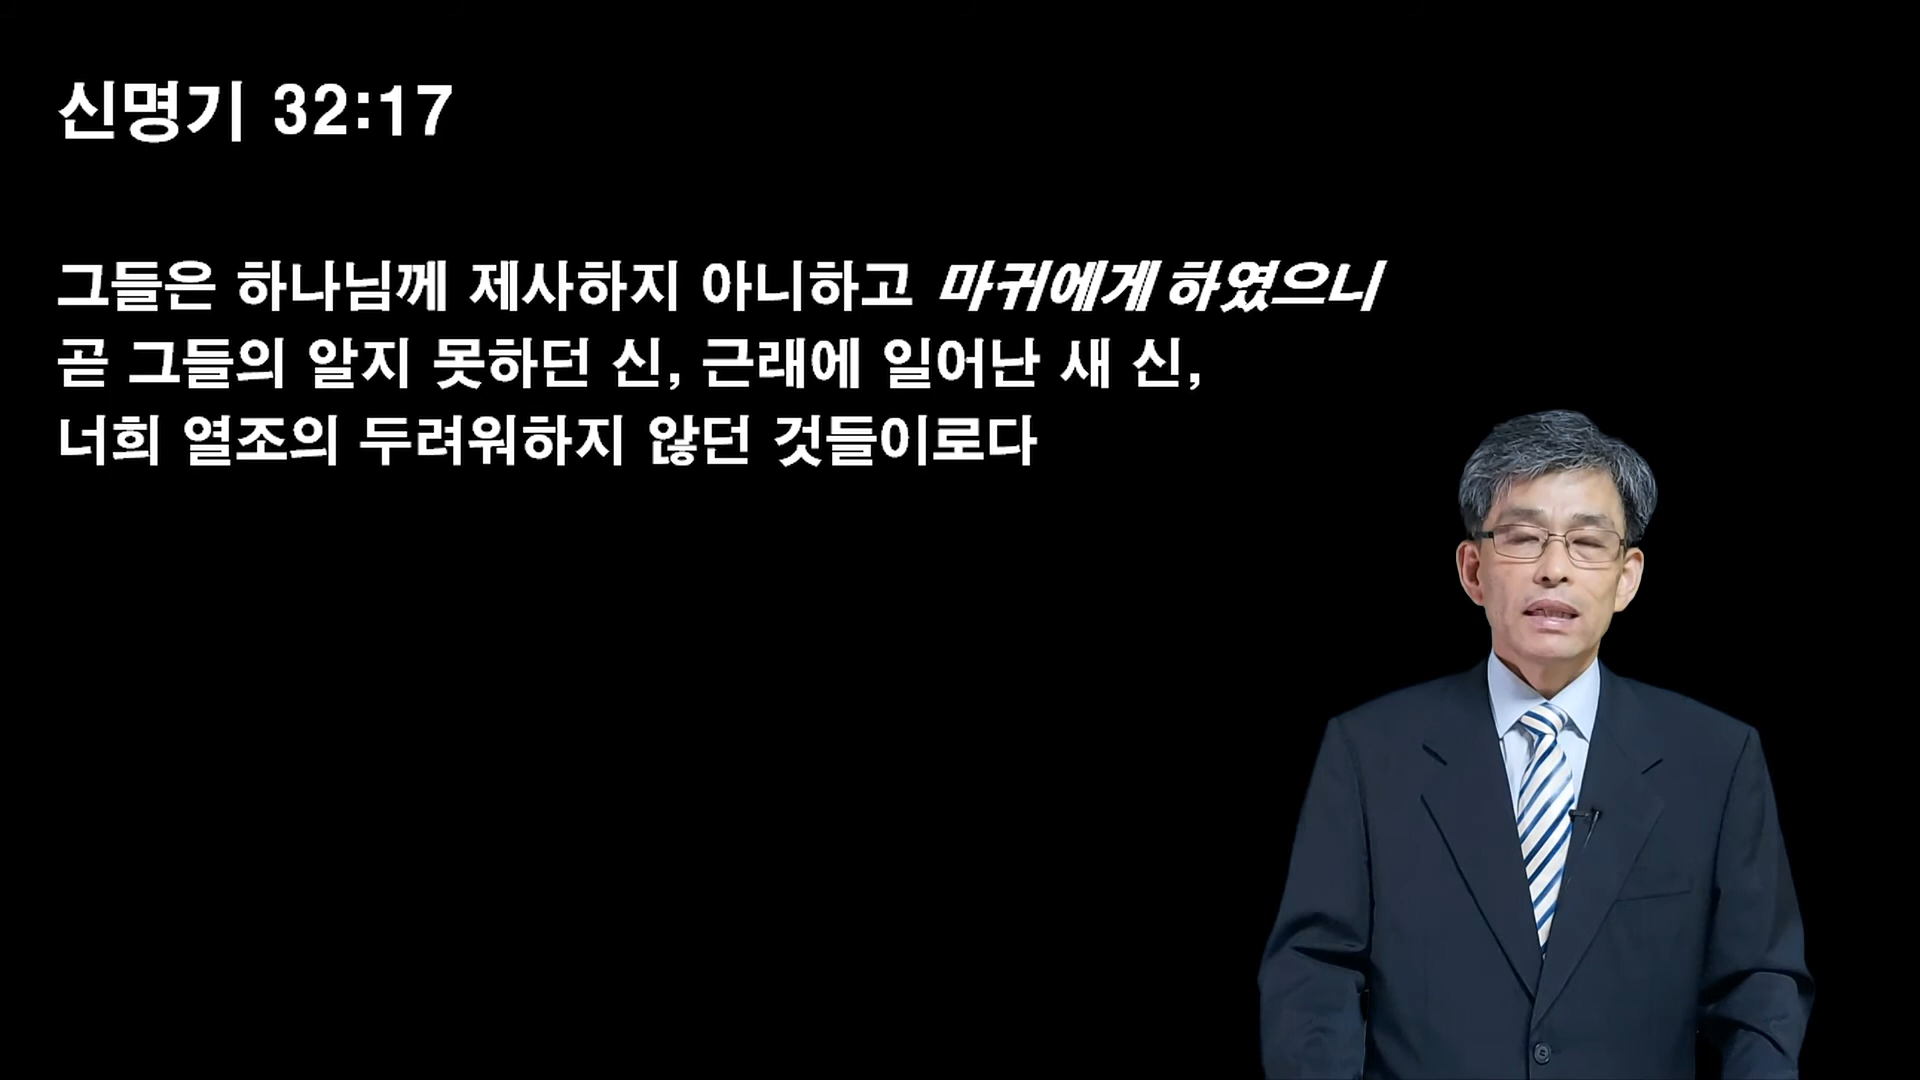 신명기 32:17
그들은 하나님께 제사하지 아니하고 마귀에게 하였으니
곧 그들의 알지 못하던 신, 근래에 일어난 새 신,
너희 열조의 두려워하지 않던 것들이로다